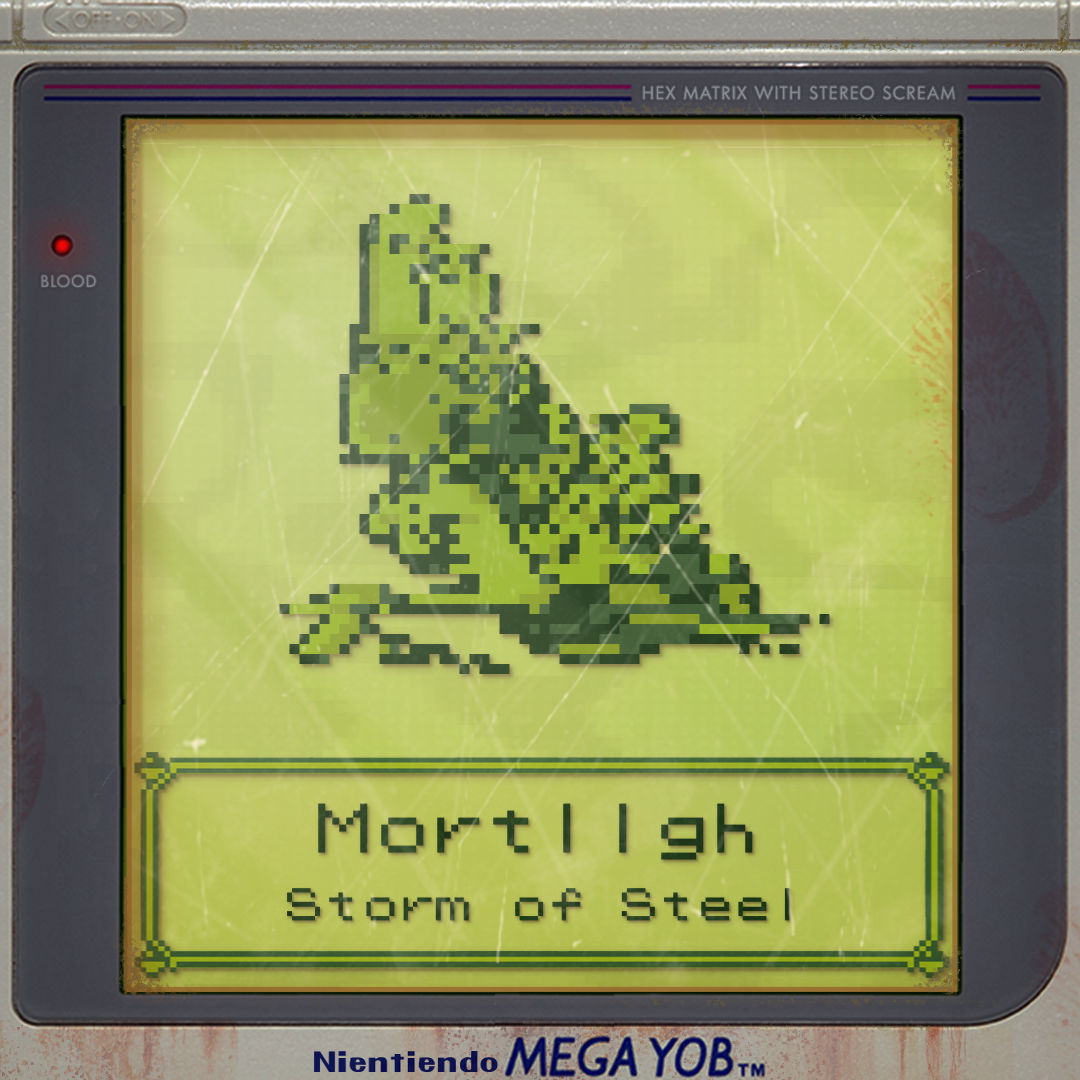 <OFF·ON>
HEX MATRIX WITH STEREO SCREAM
BLOOD
Mortllgh
Storm of Steel
Nientiendo MEGA YOB™